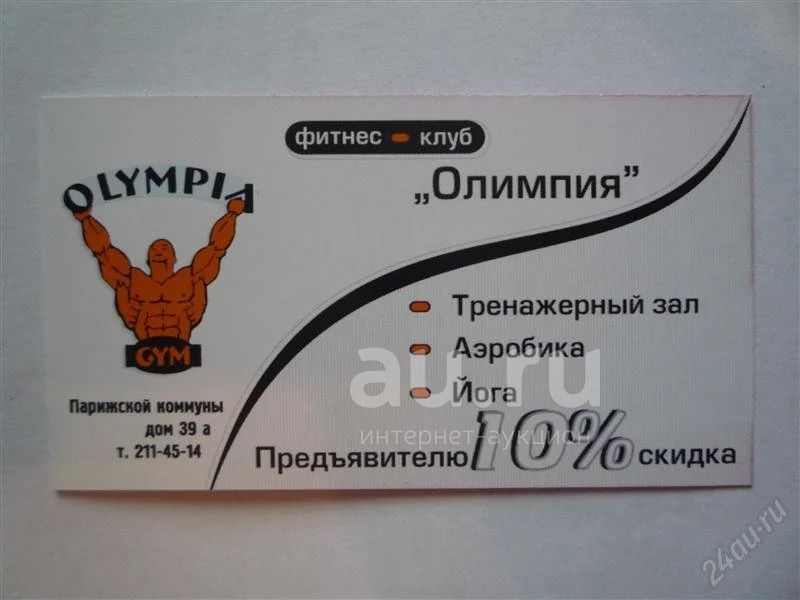 фитнес - клуб
„Олимпия”
OLYMPIA
GYM
Парижской коммуны
дом 39 а
т. 211-45-14
Тренажерный зал
Аэробика
Йога
Предъявителю 10% скидка
au.ru
интернет-аукцион
24au.ru